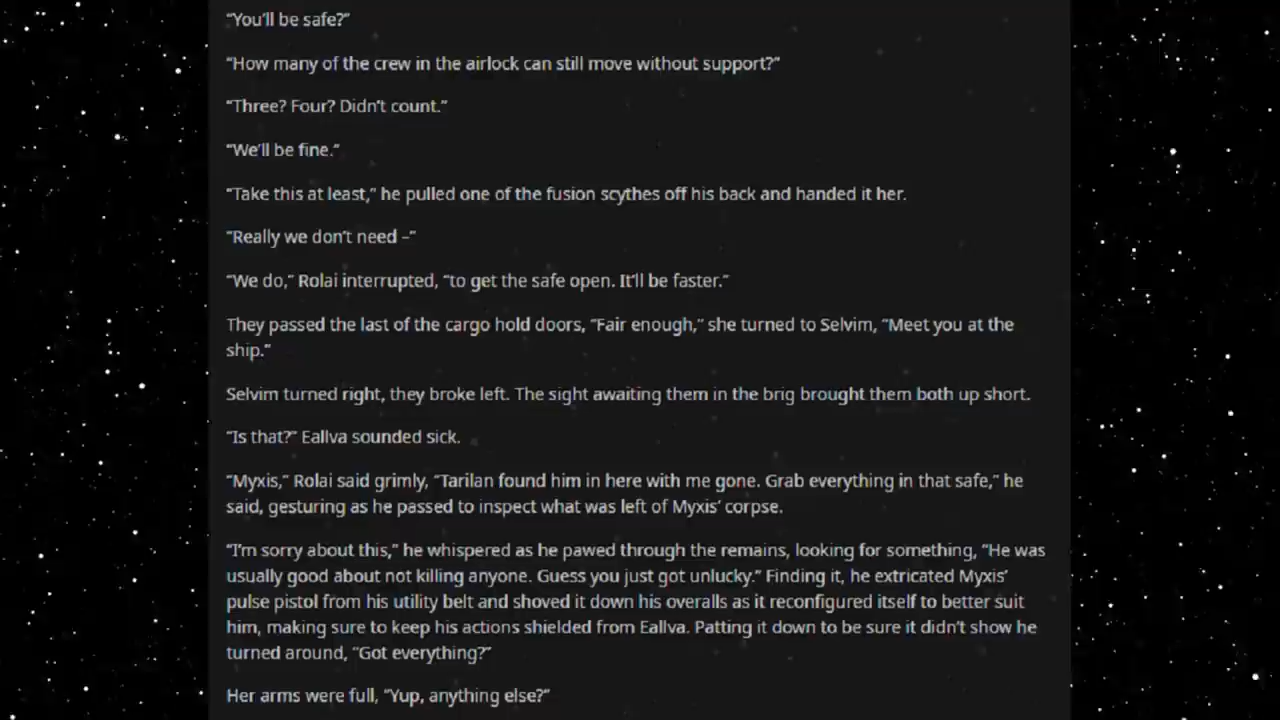 “You’ll be safe?”
“How many of the crew in the airlock can still move without support?”
“Three? Four? Didn’t count.”
“We’ll be fine.”
“Take this at least,” he pulled one of the fusion scythes off his back and handed it her.
“Really we don’t need –”
“We do,” Rolai interrupted, “to get the safe open. It’ll be faster.”
They passed the last of the cargo hold doors, “Fair enough,” she turned to Selvim, “Meet you at the
ship.”
Selvim turned right, they broke left. The sight awaiting them in the brig brought them both up short.
“Is that?” Eallva sounded sick.
“Myxis,” Rolai said grimly, “Tarilan found him in here with me gone. Grab everything in that safe,” he
said, gesturing as he passed to inspect what was left of Myxis’ corpse.
“I’m sorry about this,” he whispered as he pawed through the remains, looking for something, “He was
usually good about not killing anyone. Guess you just got unlucky.” Finding it, he extricated Myxis’
pulse pistol from his utility belt and shoved it down his overalls as it reconfigured itself to better suit
him, making sure to keep his actions shielded from Eallva. Patting it down to be sure it didn’t show he
turned around, “Got everything?”
Her arms were full, “Yup, anything else?”